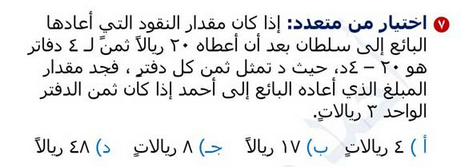 ٧ اختيار من متعدد: إذا كان مقدار النقود التي أعادها
البائع إلى سلطان بعد أن أعطاه ٢٠ ريالاً ثمن لـ ٤ دفاتر
هو ٢٠ – ٤د، حيث د تمثل ثمن كل دفتر ، فجد مقدار
المبلغ الذي أعاده البائع إلى أحمد إذا كان ثمن الدفتر
الواحد ٣ ريالات.
أ ) ٤ ريالات ب) ١٧ ريالاً جـ) ٨ ريالات د) ٤٨ ريالاً